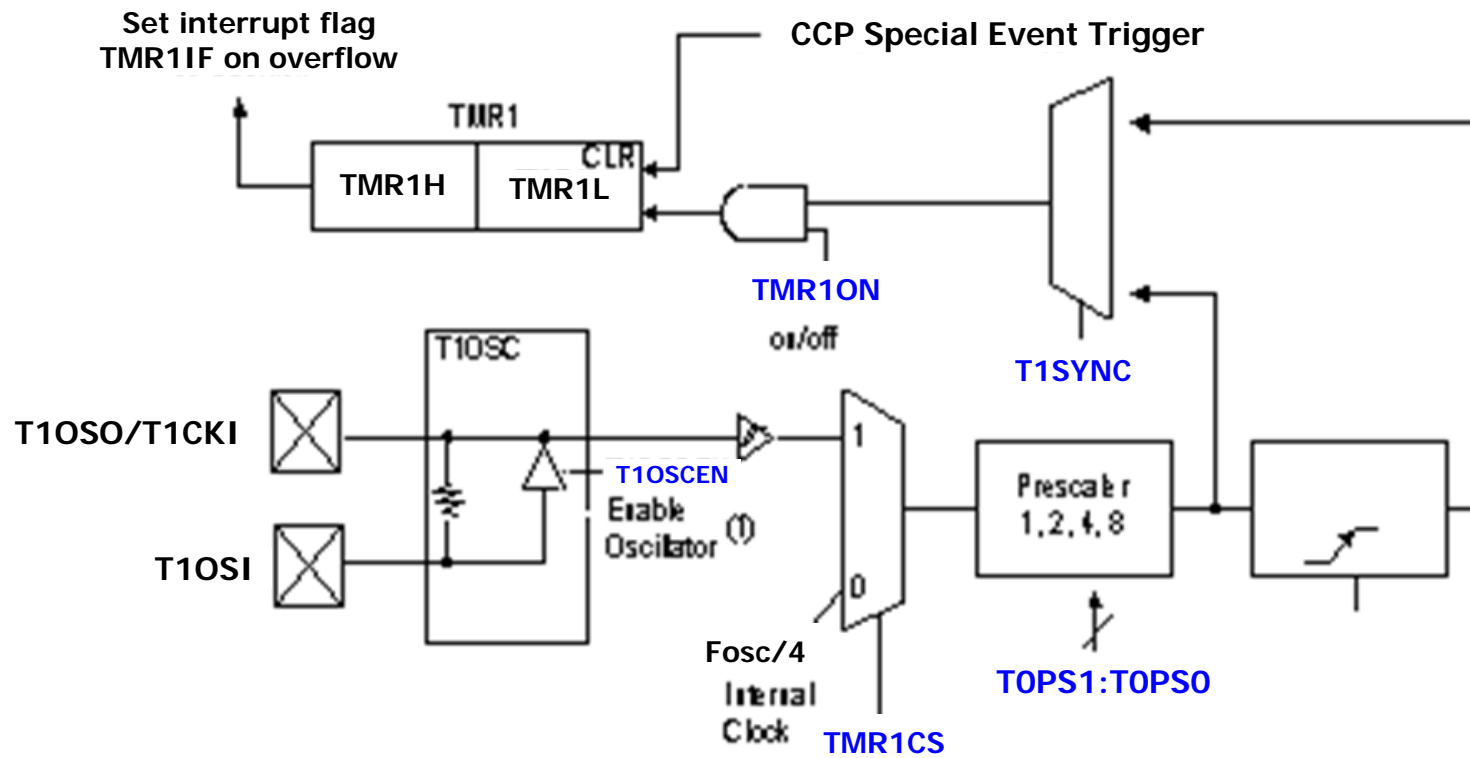 Set interrupt flag
TMR1IF on overflow
CCP Special Event Trigger
TMR1
CLR
TMR1H
TMR1L
TMR1ON
on/off
T1SYNC
T1OSC
T1OSO/T1CKI
T1OSCEN
Enable
Oscillator (1)
T1OSI
1
0
Prescaler
1, 2, 4, 8
Fosc/4
Internal
Clock
TMR1CS
T0PS1:T0PS0